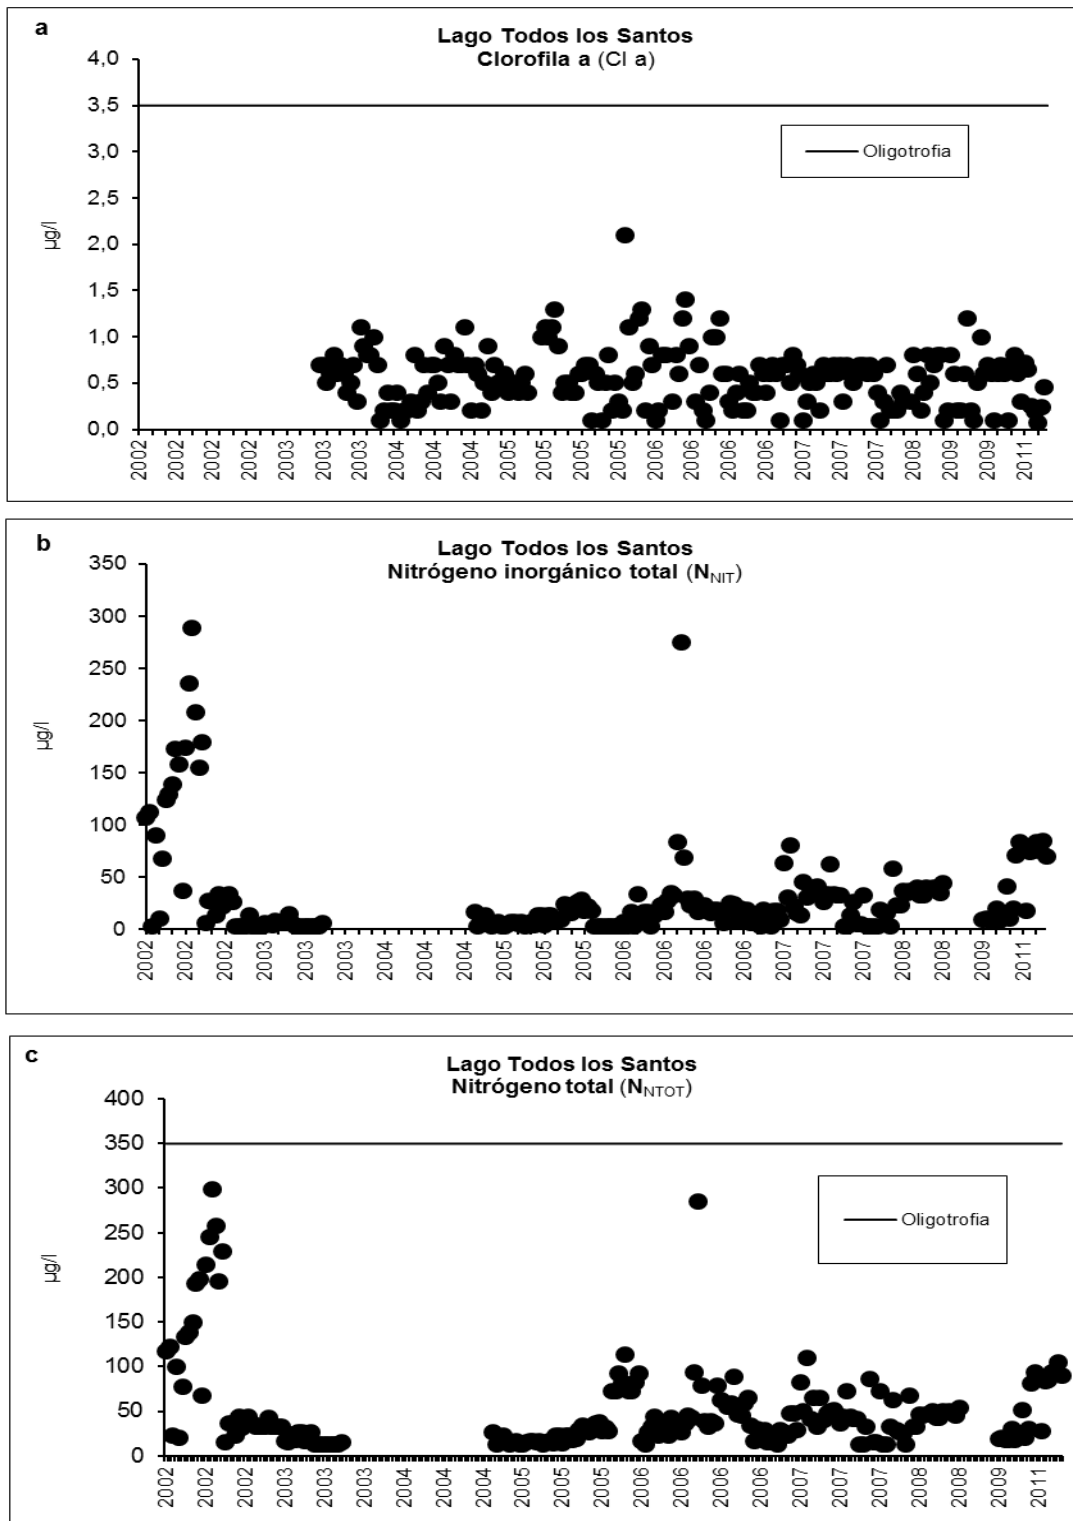 a
Lago Todos los Santos
Clorofila a (Cl a)
4,0
3,5
3,0
2,5
2,0
1,5
1,0
0,5
0,0
µg/l
Oligotrofia
2002 2002 2002 2002 2003 2003 2004 2004 2004 2005 2005 2005 2005 2006 2006 2006 2006 2007 2007 2007 2008 2009 2009 2011
b
Lago Todos los Santos
Nitrógeno inorgánico total (N_NIT)
350
300
250
200
150
100
50
0
µg/l
2002 2002 2002 2003 2003 2003 2004 2004 2004 2005 2005 2005 2006 2006 2006 2006 2007 2007 2007 2008 2008 2009 2011
c
Lago Todos los Santos
Nitrógeno total (N_NTOT)
400
350
300
250
200
150
100
50
0
µg/l
Oligotrofia
2002 2002 2002 2003 2003 2003 2004 2004 2004 2005 2005 2005 2006 2006 2006 2006 2007 2007 2007 2008 2008 2009 2011